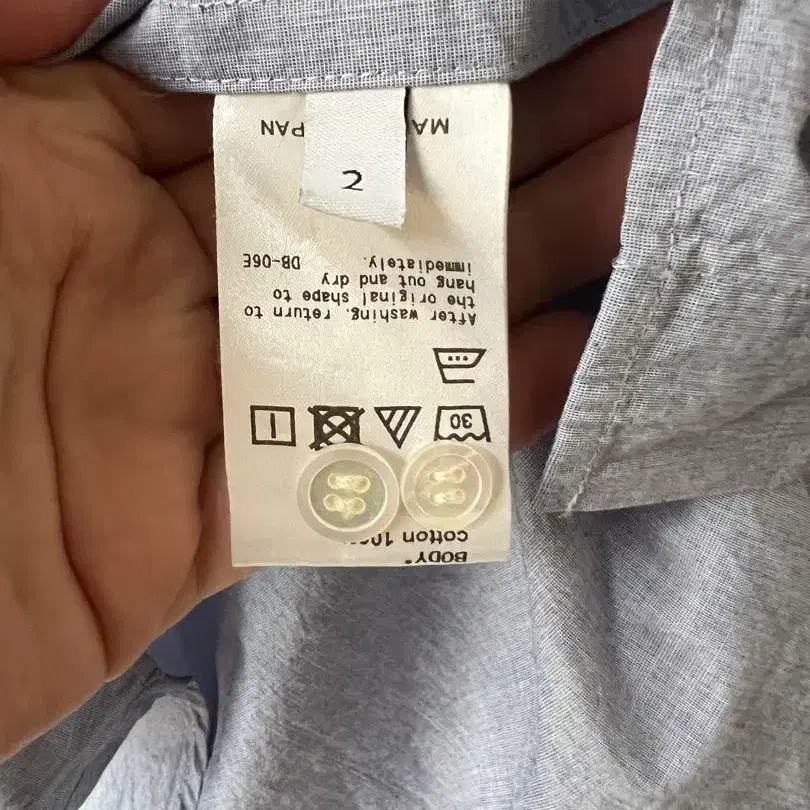 BODY*
cotton 10
30
After washing, return to
the original shape to
hang out and dry
immediately. DB-06E
2
MA PAN